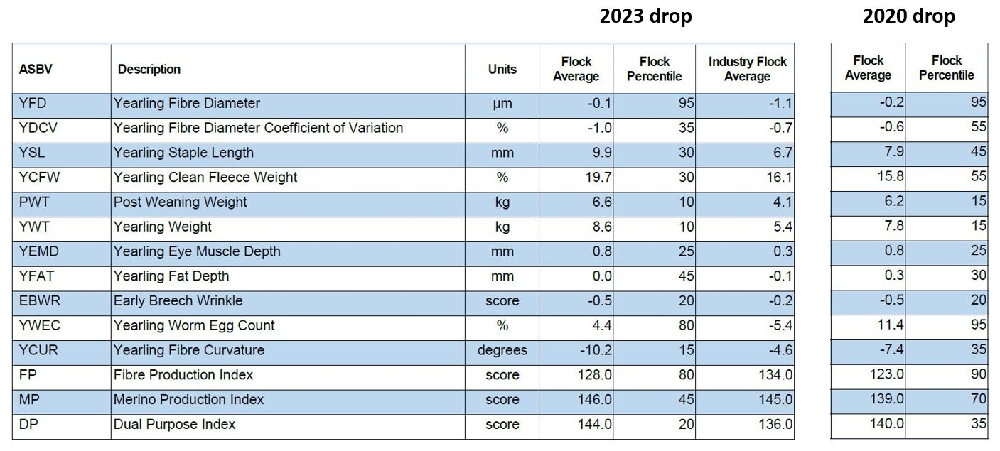 2023 drop 2020 drop
ASBV Description Units Flock Average Flock Percentile Industry Flock Average Flock Average Flock Percentile
YFD Yearling Fibre Diameter µm -0.1 95 -1.1 -0.2 95
YDCV Yearling Fibre Diameter Coefficient of Variation % -1.0 35 -0.7 -0.6 55
YSL Yearling Staple Length mm 9.9 30 6.7 7.9 45
YCFW Yearling Clean Fleece Weight % 19.7 30 16.1 15.8 55
PWT Post Weaning Weight kg 6.6 10 4.1 6.2 15
YWT Yearling Weight kg 8.6 10 5.4 7.8 15
YEMD Yearling Eye Muscle Depth mm 0.8 25 0.3 0.8 25
YFAT Yearling Fat Depth mm 0.0 45 -0.1 0.3 30
EBWR Early Breech Wrinkle score -0.5 20 -0.2 -0.5 20
YWEC Yearling Worm Egg Count % 4.4 80 -5.4 11.4 95
YCUR Yearling Fibre Curvature degrees -10.2 15 -4.6 -7.4 35
FP Fibre Production Index score 128.0 80 134.0 123.0 90
MP Merino Production Index score 146.0 45 145.0 139.0 70
DP Dual Purpose Index score 144.0 20 136.0 140.0 35